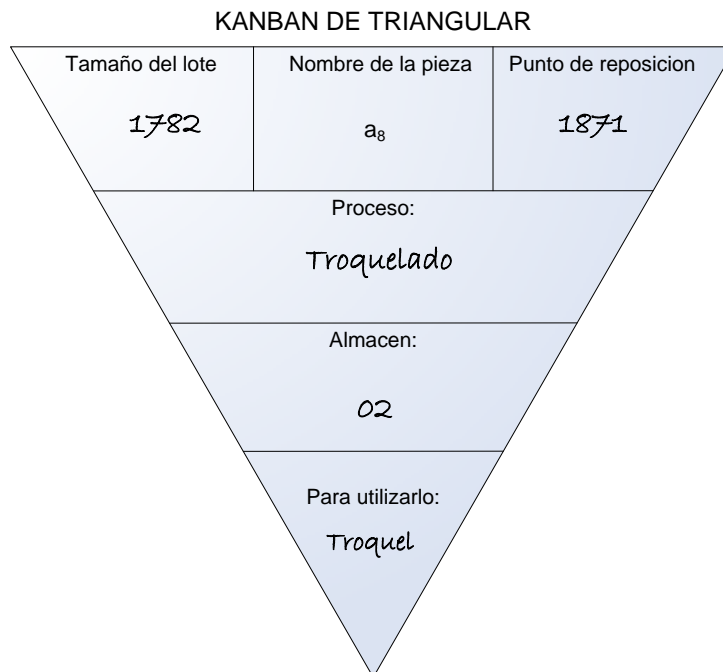 KANBAN DE TRIANGULAR
Tamaño del lote
Nombre de la pieza
Punto de reposicion
1782
a₈
1871
Proceso:
Troquelado
Almacen:
02
Para utilizarlo:
Troquel